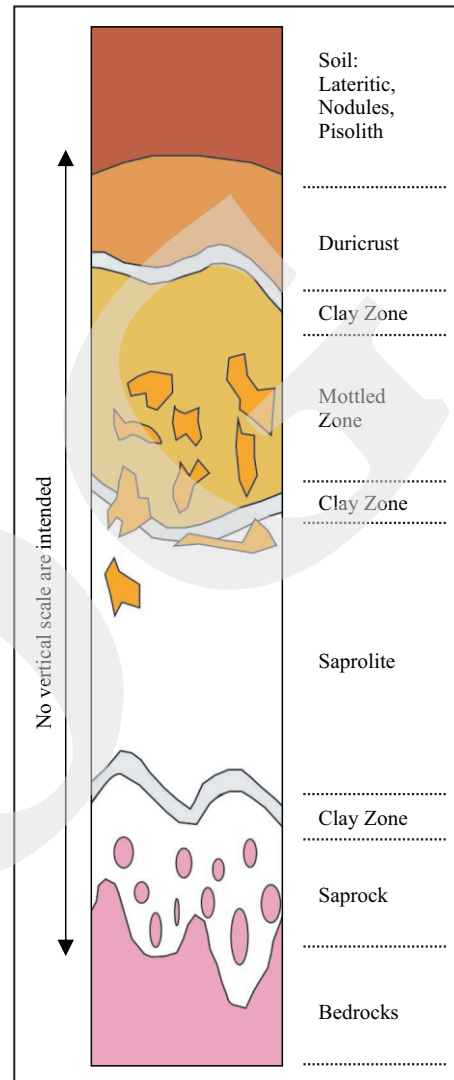 Soil:
Lateritic,
Nodules,
Pisolith
Duricrust
Clay Zone
Mottled
Zone
Clay Zone
No vertical scale are intended
Saprolite
Clay Zone
Saprock
Bedrocks